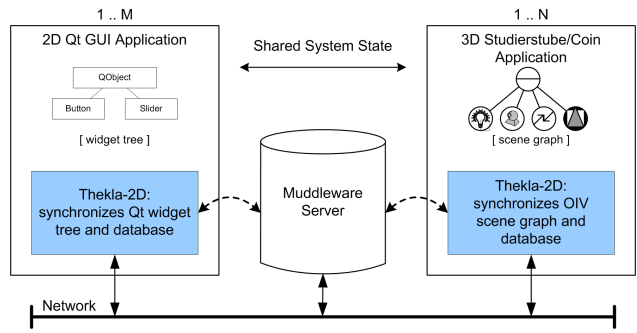 1 .. M
2D Qt GUI Application
QObject
Button
Slider
[ widget tree ]
Thekla-2D:
synchronizes Qt widget
tree and database
Shared System State
Muddleware
Server
1 .. N
3D Studierstube/Coin
Application
[ scene graph ]
Thekla-2D:
synchronizes OIV
scene graph and
database
Network